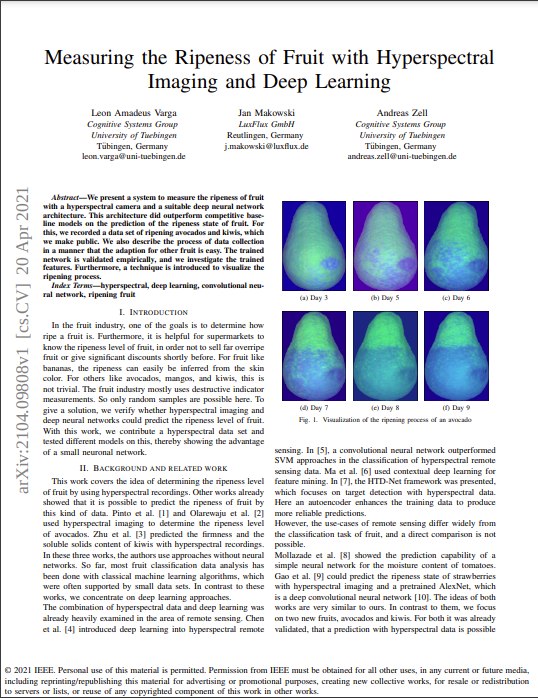 Measuring the Ripeness of Fruit with Hyperspectral
Imaging and Deep Learning
Leon Amadeus Varga
Cognitive Systems Group
University of Tuebingen
Tübingen, Germany
leon.varga@uni-tuebingen.de
Jan Makowski
LuxFlux GmbH
Reutlingen, Germany
j.makowski@luxflux.de
Andreas Zell
Cognitive Systems Group
University of Tuebingen
Tübingen, Germany
andreas.zell@uni-tuebingen.de
arXiv:2104.09808v1 [cs.CV] 20 Apr 2021
Abstract—We present a system to measure the ripeness of fruit
with a hyperspectral camera and a suitable deep neural network
architecture. This architecture did outperform competitive base-
line models on the prediction of the ripeness state of fruit. For
this, we recorded a data set of ripening avocados and kiwis, which
we make public. We also describe the process of data collection
in a manner that the adaption for other fruit is easy. The trained
network is validated empirically, and we investigate the trained
features. Furthermore, a technique is introduced to visualize the
ripening process.
Index Terms—hyperspectral, deep learning, convolutional neu-
ral network, ripening fruit
I. INTRODUCTION
In the fruit industry, one of the goals is to determine how
ripe a fruit is. Furthermore, it is helpful for supermarkets to
know the ripeness level of fruit, in order not to sell far overripe
fruit or give significant discounts shortly before. For fruit like
bananas, the ripeness can easily be inferred from the skin
color. For others like avocados, mangos, and kiwis, this is
not trivial. The fruit industry mostly uses destructive indicator
measurements. So only random samples are possible here. To
give a solution, we verify whether hyperspectral imaging and
deep neural networks could predict the ripeness level of fruit.
With this work, we contribute a hyperspectral data set and
tested different models on this, thereby showing the advantage
of a small neuronal network.
II. BACKGROUND AND RELATED WORK
This work covers the idea of determining the ripeness level
of fruit by using hyperspectral recordings. Other works already
showed that it is possible to predict the ripeness of fruit by
this kind of data. Pinto et al. [1] and Olarewaju et al. [2]
used hyperspectral imaging to determine the ripeness level
of avocados. Zhu et al. [3] predicted the firmness and the
soluble solids content of kiwis with hyperspectral recordings.
In these three works, the authors use approaches without neural
networks. So far, most fruit classification data analysis has
been done with classical machine learning algorithms, which
were often supported by small data sets. In contrast to these
works, we concentrate on deep learning approaches.
The combination of hyperspectral data and deep learning was
already heavily examined in the area of remote sensing. Chen
et al. [4] introduced deep learning into hyperspectral remote
(a) Day 3
(b) Day 5
(c) Day 6
(d) Day 7
(e) Day 8
(f) Day 9
Fig. 1. Visualization of the ripening process of an avocado
sensing. In [5], a convolutional neural network outperformed
SVM approaches in the classification of hyperspectral remote
sensing data. Ma et al. [6] used contextual deep learning for
feature mining. In [7], the HTD-Net framework was presented,
which focuses on target detection with hyperspectral data.
Here an autoencoder enhances the training data to produce
more reliable predictions.
However, the use-cases of remote sensing differ widely from
the classification task of fruit, and a direct comparison is not
possible.
Mollazade et al. [8] showed the prediction capability of a
simple neural network for the moisture content of tomatoes.
Gao et al. [9] could predict the ripeness state of strawberries
with hyperspectral imaging and a pretrained AlexNet, which
is a deep convolutional neural network [10]. The ideas of both
works are very similar to ours. In contrast to them, we focus
on two new fruits, avocados and kiwis. For both it was already
validated, that a prediction with hyperspectral data is possible
© 2021 IEEE. Personal use of this material is permitted. Permission from IEEE must be obtained for all other uses, in any current or future media,
including reprinting/republishing this material for advertising or promotional purposes, creating new collective works, for resale or redistribution
to servers or lists, or reuse of any copyrighted component of this work in other works.